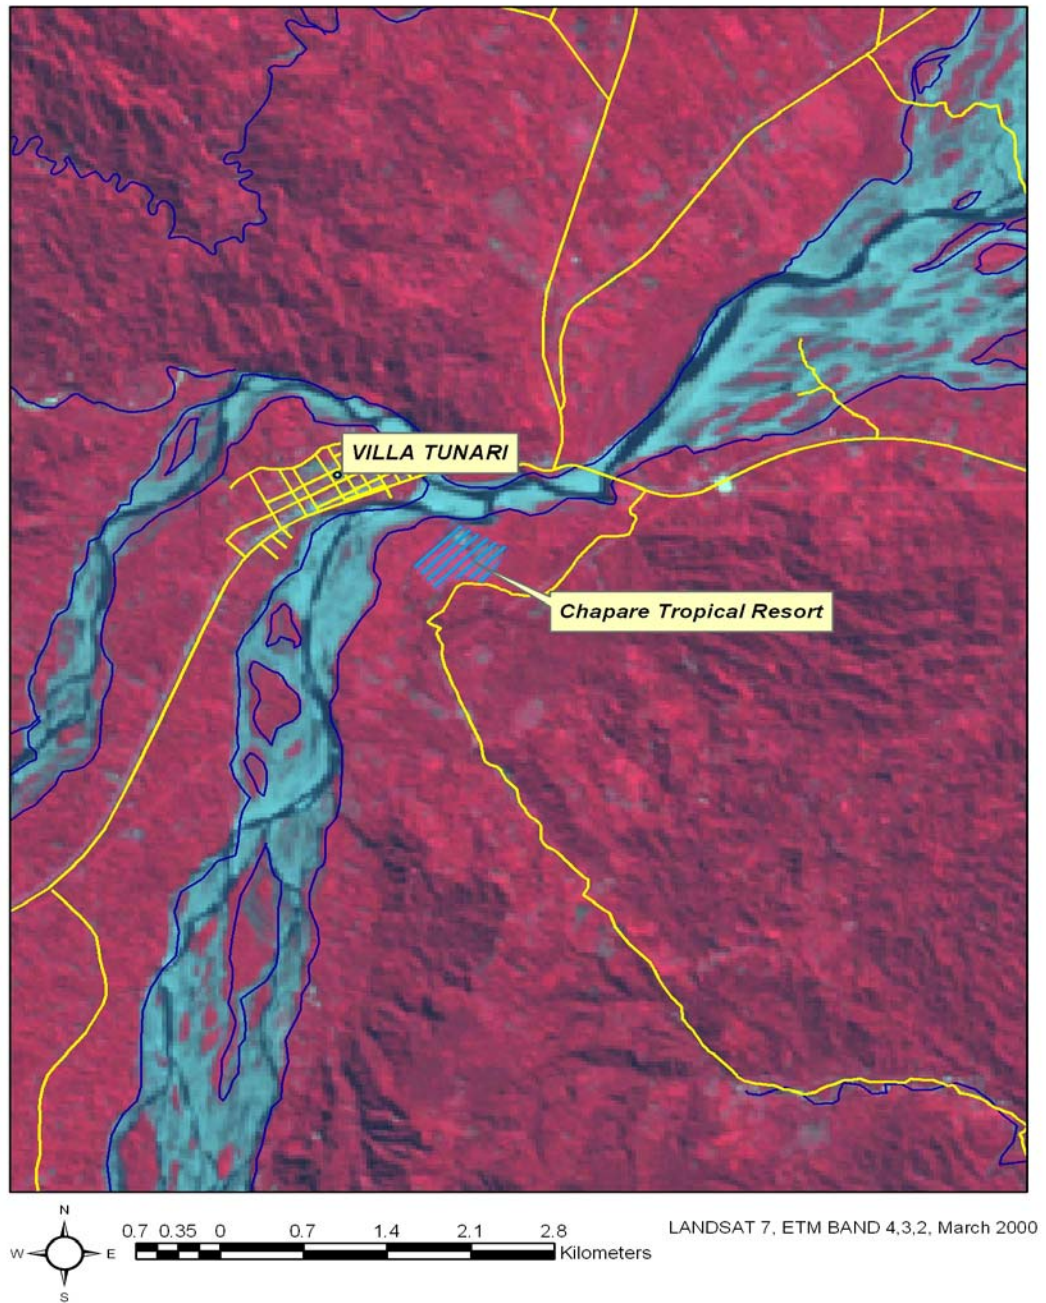 VILLA TUNARI
Chapare Tropical Resort
N
W E
S
0.7 0.35 0 0.7 1.4 2.1 2.8
Kilometers
LANDSAT 7, ETM BAND 4,3,2, March 2000